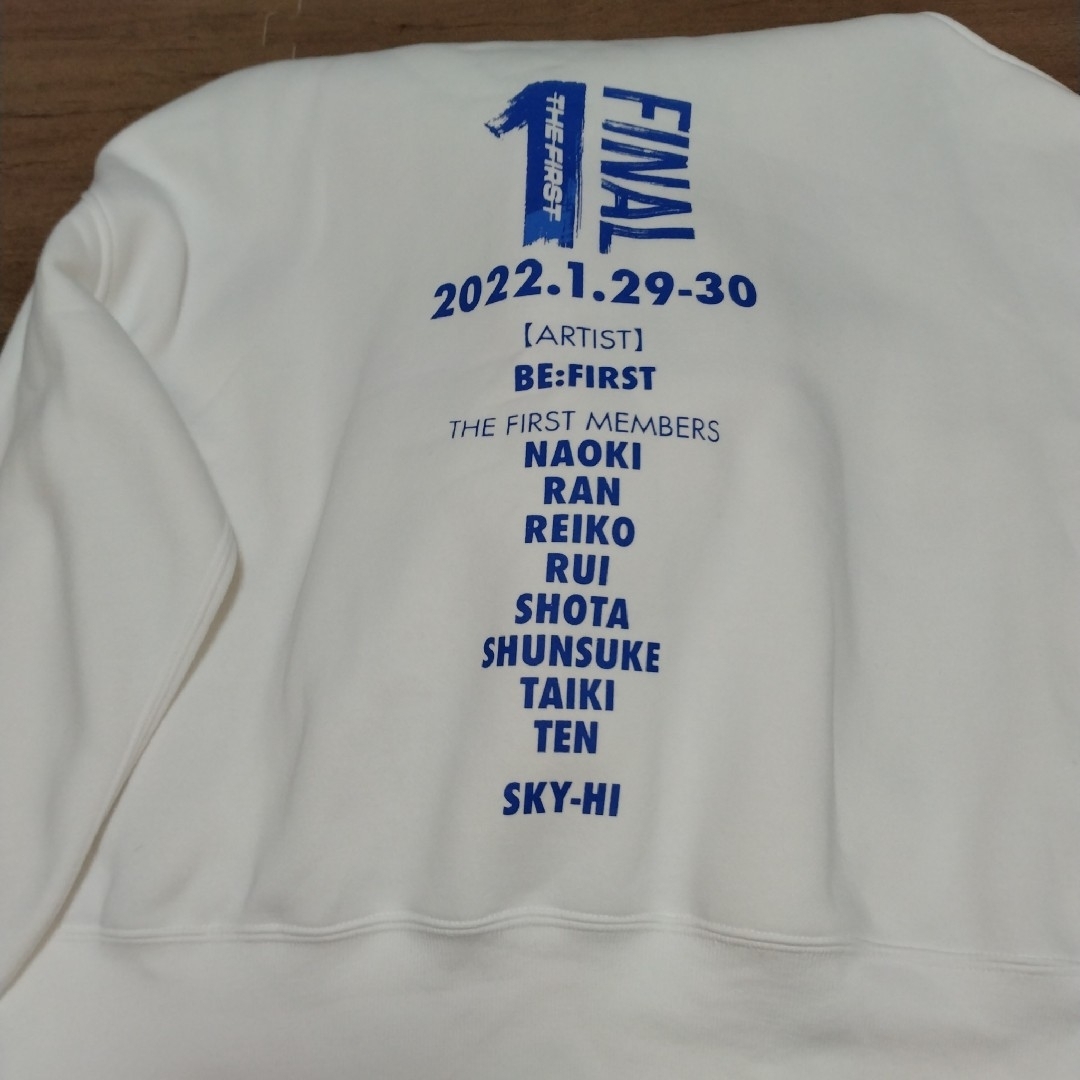 THE FIRST
FINAL
2022.1.29-30
【ARTIST】
BE:FIRST
THE FIRST MEMBERS
NAOKI
RAN
REIKO
RUI
SHOTA
SHUNSUKE
TAIKI
TEN
SKY-HI